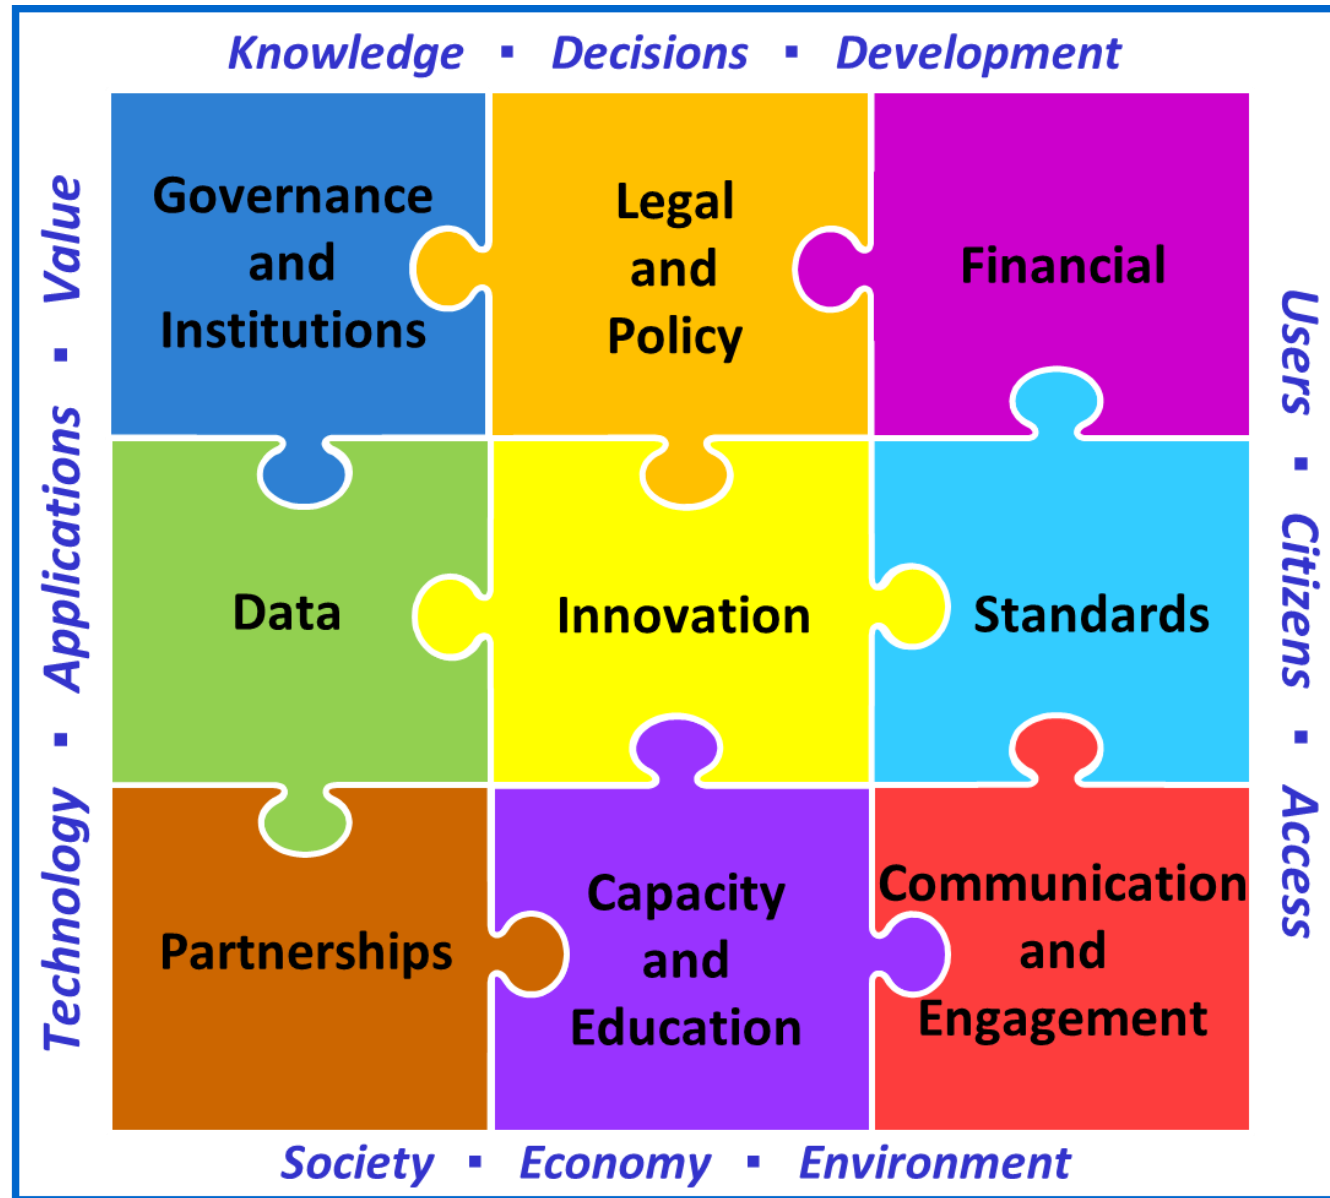 Knowledge ▪ Decisions ▪ Development
Technology ▪ Applications ▪ Value
Governance
and
Institutions
Legal
and
Policy
Financial
Data
Innovation
Standards
Partnerships
Capacity
and
Education
Communication
and
Engagement
Users ▪ Citizens ▪ Access
Society ▪ Economy ▪ Environment